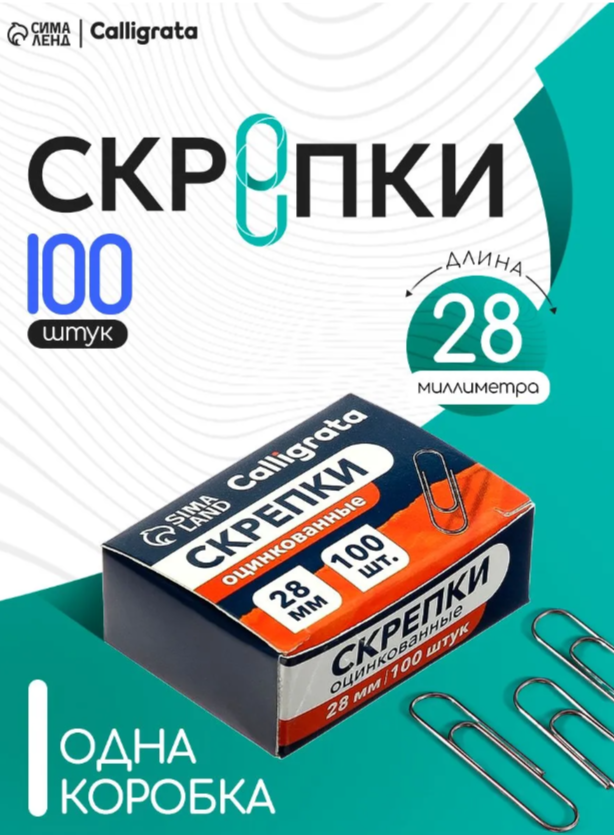 СИМА
ЛЕНД
Calligrata
СКРЕПКИ
100
штук
ДЛИНА
28
миллиметра
SIMA
LAND
Calligrata
СКРЕПКИ
оцинкованные
28
мм
100
шт.
СКРЕПКИ
оцинкованные
28 мм | 100 штук
ОДНА
КОРОБКА